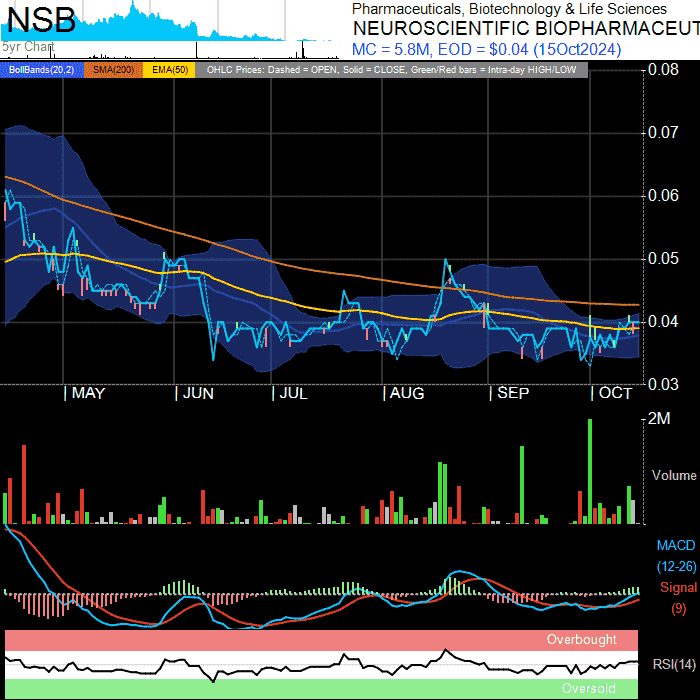 NSB
5yr Chart
Pharmaceuticals, Biotechnology & Life Sciences
NEUROSCIENTIFIC BIOPHARMACEUT
MC = 5.8M, EOD = $0.04 (15Oct2024)
BollBands(20,2) SMA(200) EMA(50) OHLC Prices: Dashed = OPEN, Solid = CLOSE, Green/Red bars = Intra-day HIGH/LOW
0.08
0.07
0.06
0.05
0.04
0.03
MAY JUN JUL AUG SEP OCT
2M
Volume
MACD
(12-26)
Signal
(9)
Overbought
RSI(14)
Oversold